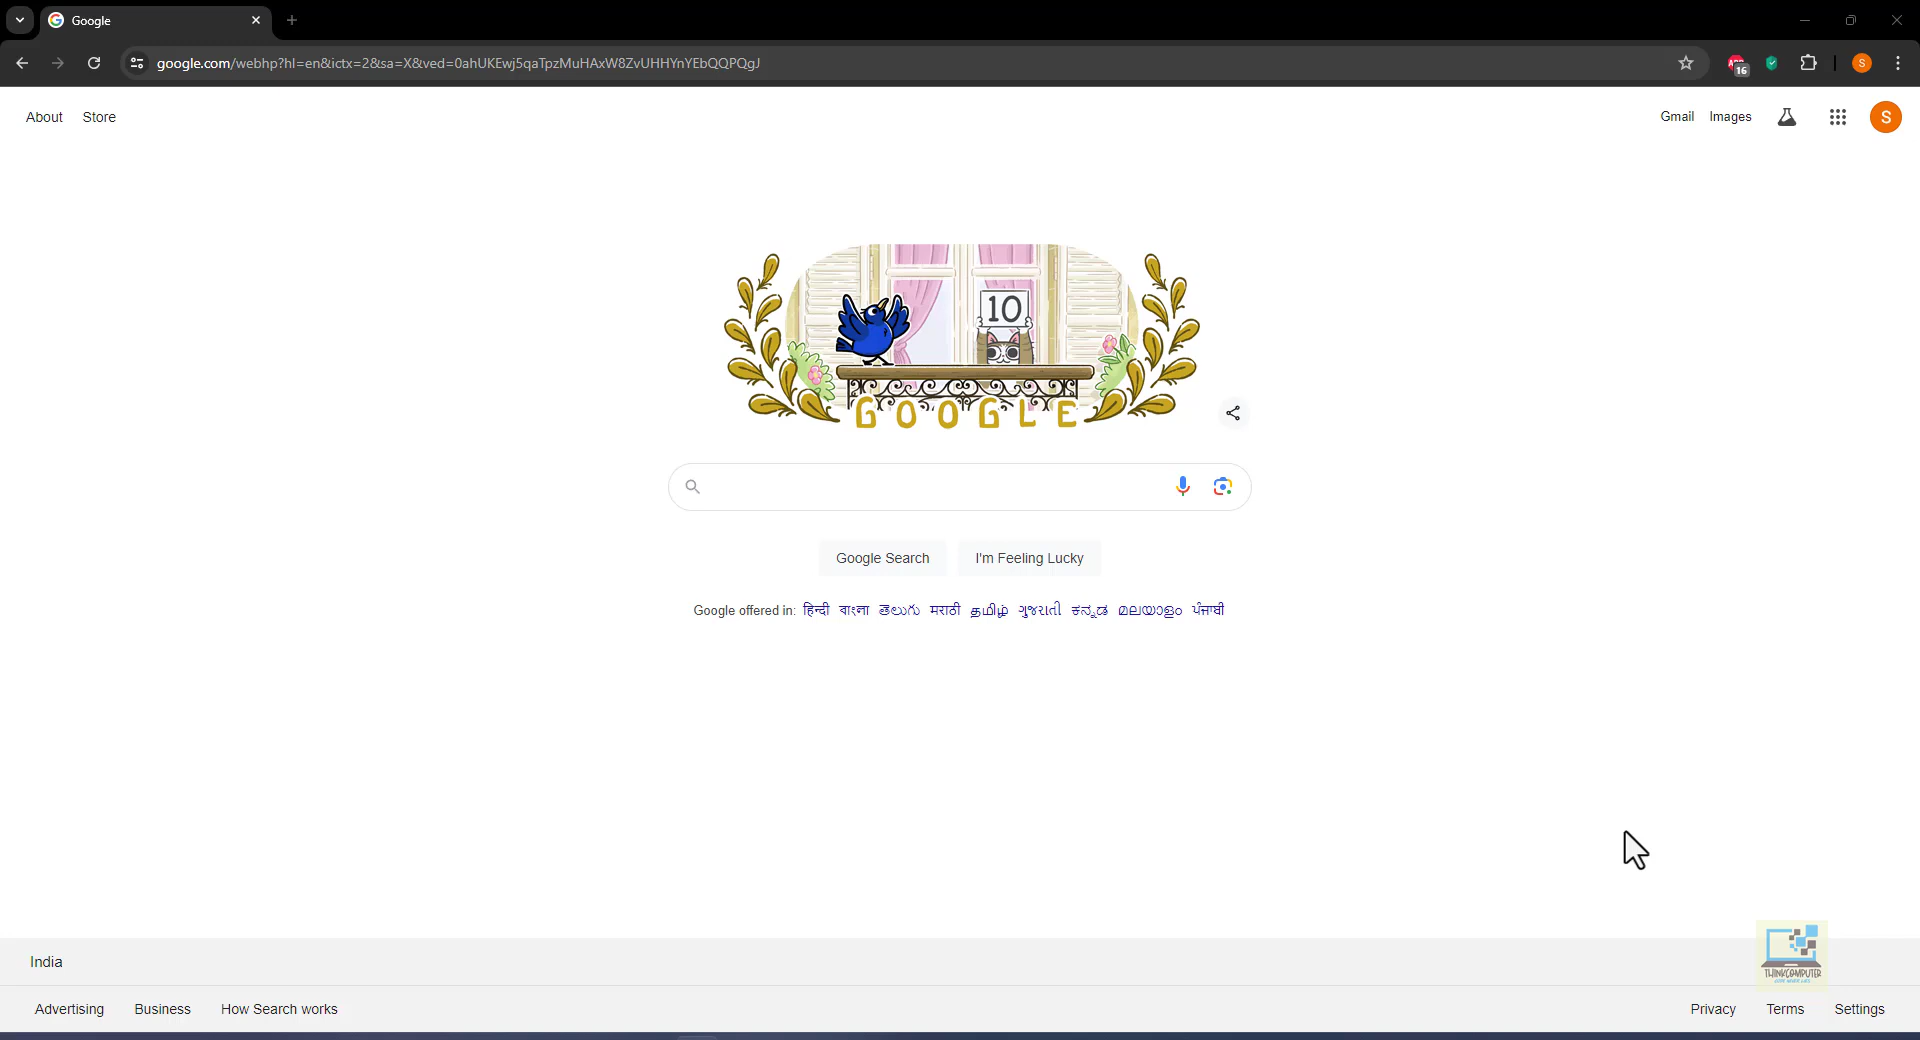 Google
google.com/webhp?hl=en&ictx=2&sa=X&ved=0ahUKEwj5qaTpzMuHAxW8ZvUHHYnYEbQQPQgJ
ABP
16
S
About Store
Gmail Images
S
10
GOOGLE
Google Search I'm Feeling Lucky
Google offered in: हिन्दी বাংলা తెలుగు मराठी தமிழ் ગુજરાતી ಕನ್ನಡ മലയാളം ਪੰਜਾਬੀ
India
THINKCOMPUTER
Advertising Business How Search works
Privacy Terms Settings